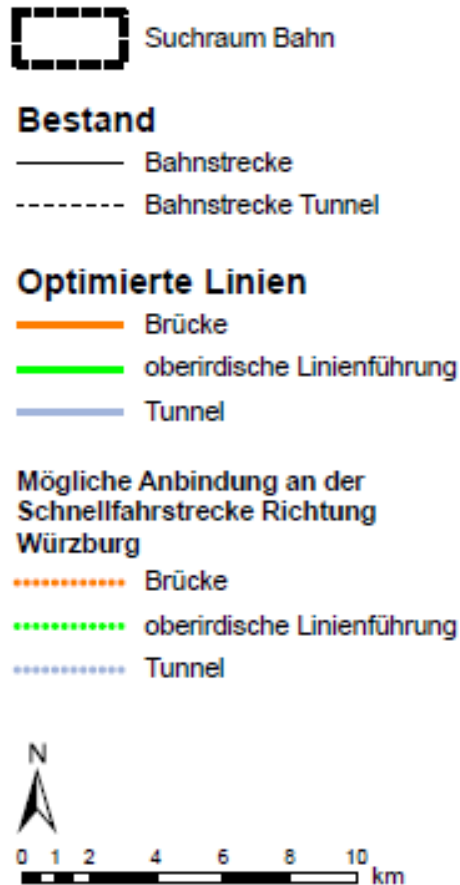 Suchraum Bahn
Bestand
Bahnstrecke
Bahnstrecke Tunnel
Optimierte Linien
Brücke
oberirdische Linienführung
Tunnel
Mögliche Anbindung an der
Schnellfahrstrecke Richtung
Würzburg
Brücke
oberirdische Linienführung
Tunnel
N
0 1 2 4 6 8 10
km